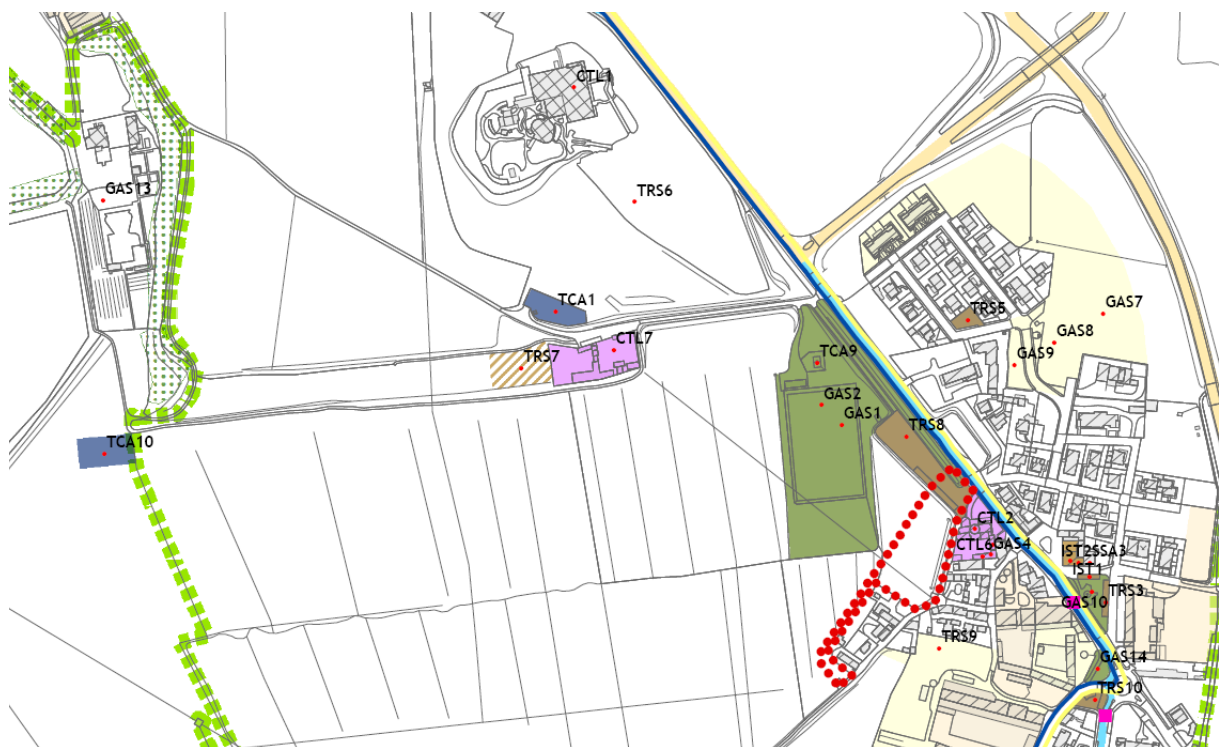 CTL1
GAS13
TRS6
TCA1
GAS7
TRS5
GAS8
CTL7
TRS7
TCA9
GAS9
GAS2
GAS1
TRS8
TCA10
CTL2
CTL6
GAS4
IST2
SSA3
IST1
TRS3
GAS10
TRS9
GAS14
TRS10